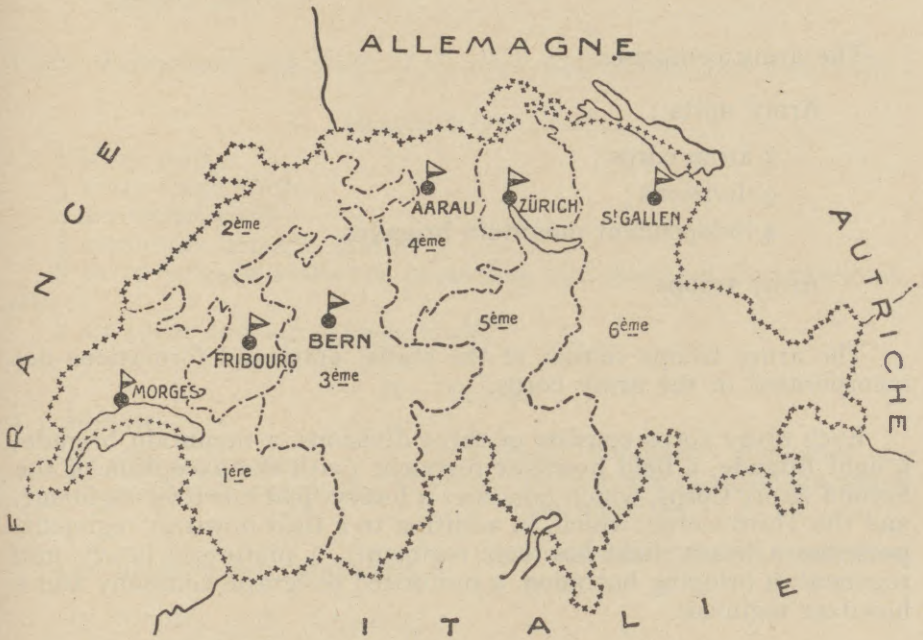 ALLEMAGNE
FRANCE
AUTRICHE
ITALIE
AARAU
ZÜRICH
St GALLEN
2ème
4ème
BERN
5ème
6ème
FRIBOURG
3ème
MORGES
1ère